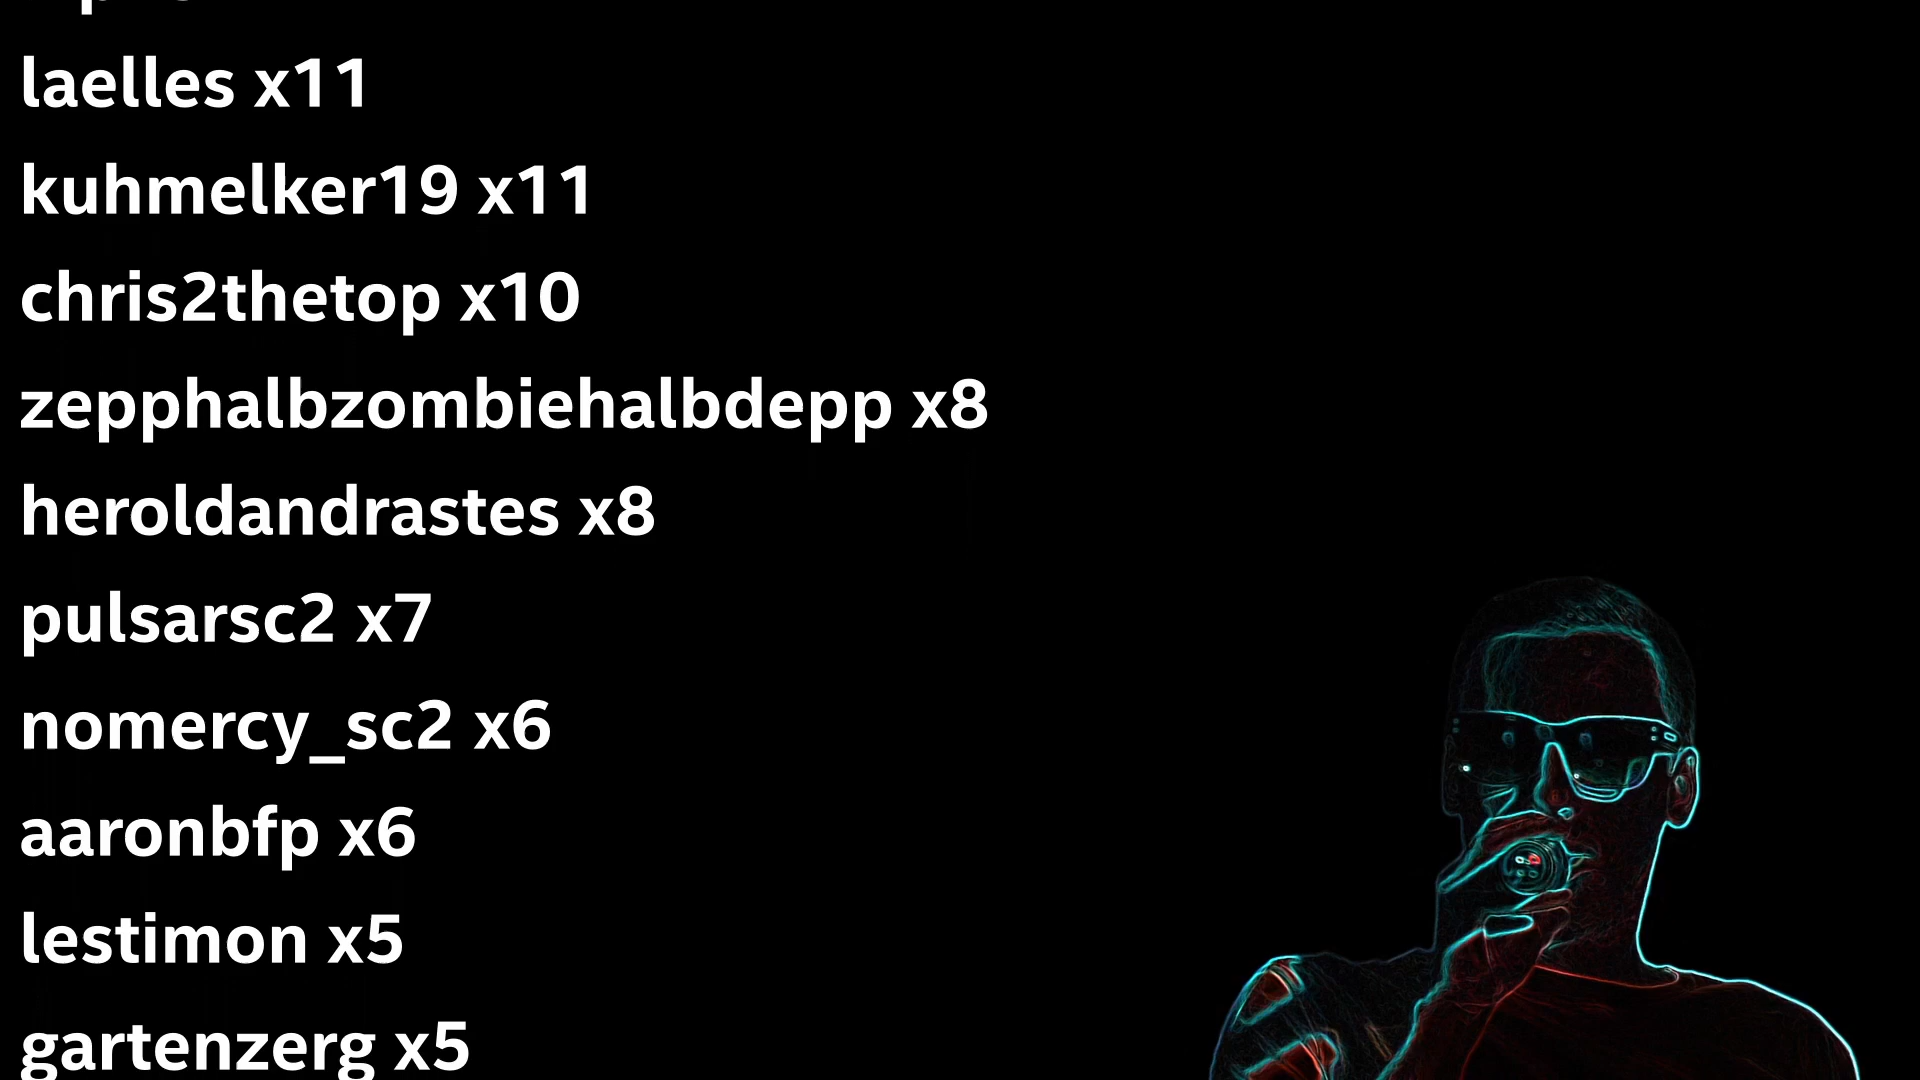 laelles x11
kuhmelker19 x11
chris2thetop x10
zepphalbzombiehalbdepp x8
heroldandrastes x8
pulsarsc2 x7
nomercy_sc2 x6
aaronbfp x6
lestimon x5
gartenzerg x5